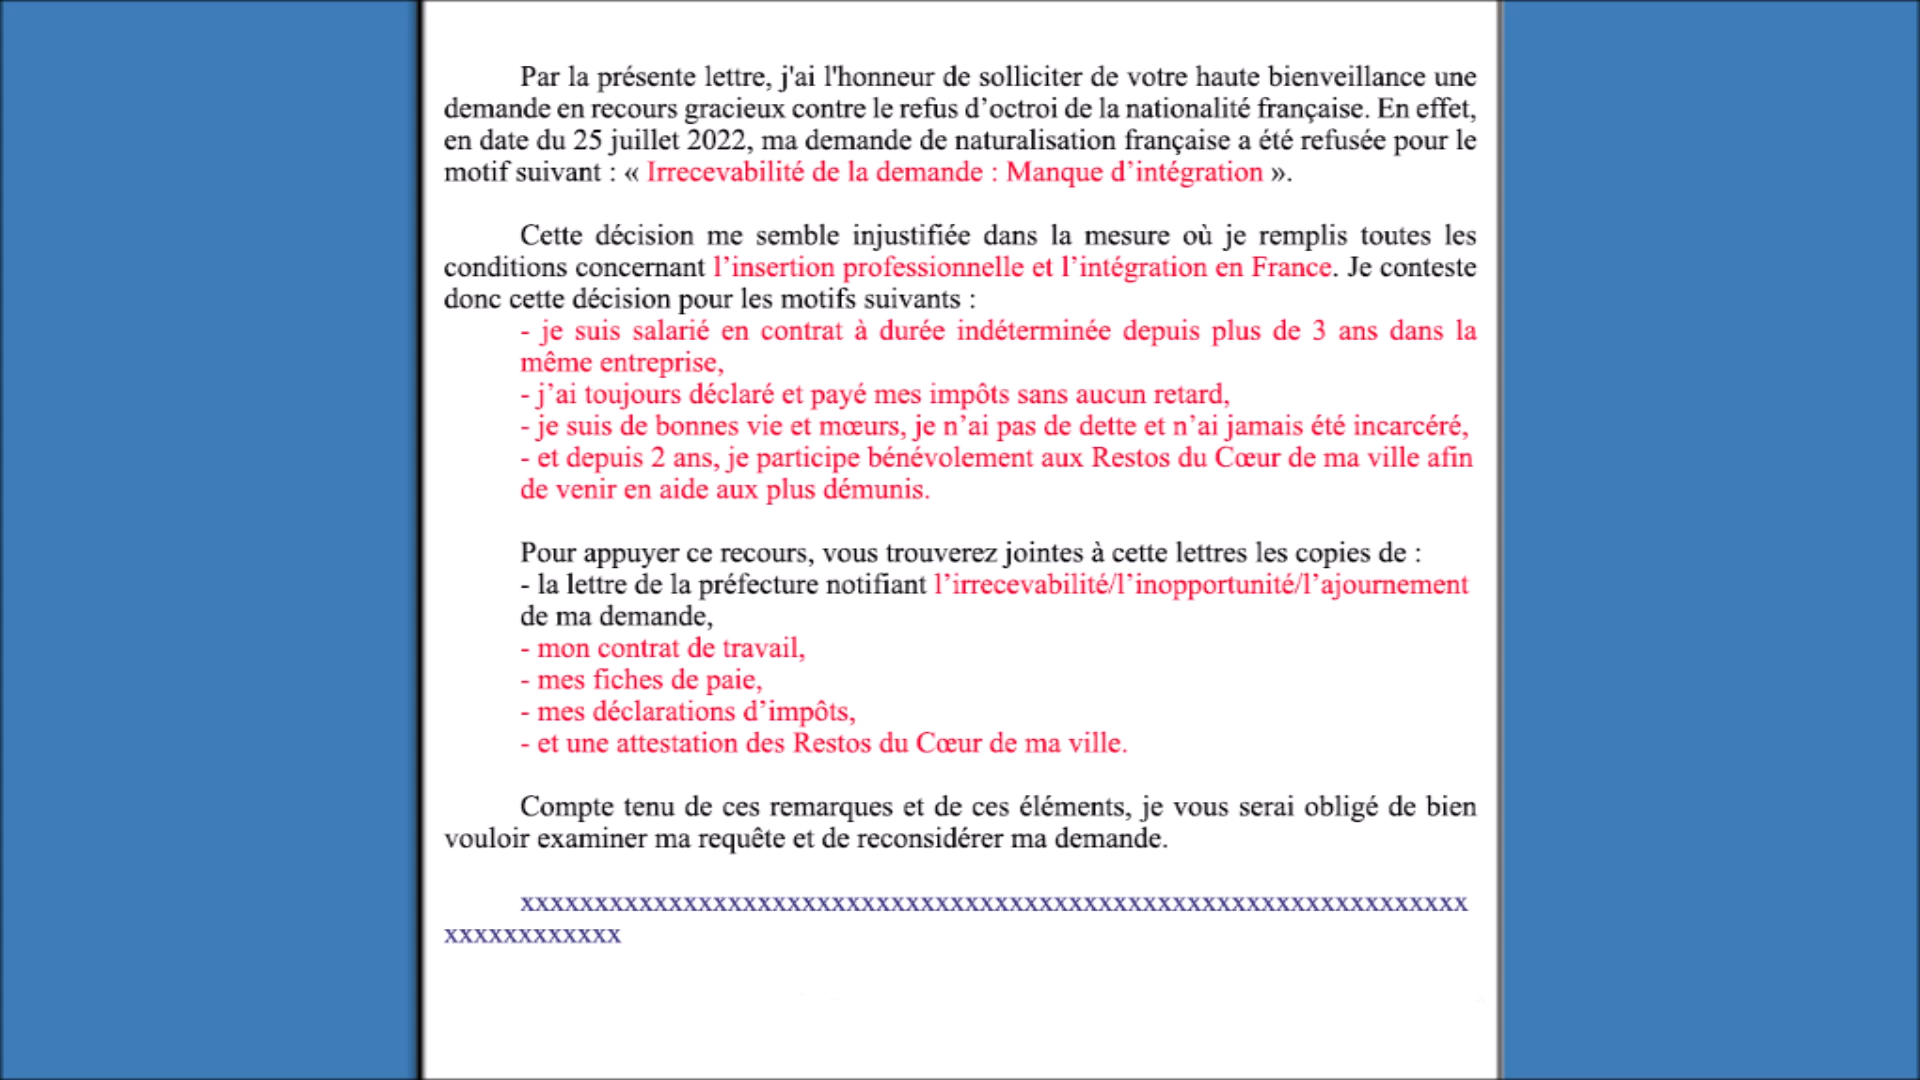 Par la présente lettre, j'ai l'honneur de solliciter de votre haute bienveillance une
demande en recours gracieux contre le refus d’octroi de la nationalité française. En effet,
en date du 25 juillet 2022, ma demande de naturalisation française a été refusée pour le
motif suivant : « Irrecevabilité de la demande : Manque d’intégration ».
Cette décision me semble injustifiée dans la mesure où je remplis toutes les
conditions concernant l’insertion professionnelle et l’intégration en France. Je conteste
donc cette décision pour les motifs suivants :
- je suis salarié en contrat à durée indéterminée depuis plus de 3 ans dans la
même entreprise,
- j’ai toujours déclaré et payé mes impôts sans aucun retard,
- je suis de bonnes vie et mœurs, je n’ai pas de dette et n’ai jamais été incarcéré,
- et depuis 2 ans, je participe bénévolement aux Restos du Cœur de ma ville afin
de venir en aide aux plus démunis.
Pour appuyer ce recours, vous trouverez jointes à cette lettres les copies de :
- la lettre de la préfecture notifiant l’irrecevabilité/l’inopportunité/l’ajournement
de ma demande,
- mon contrat de travail,
- mes fiches de paie,
- mes déclarations d’impôts,
- et une attestation des Restos du Cœur de ma ville.
Compte tenu de ces remarques et de ces éléments, je vous serai obligé de bien
vouloir examiner ma requête et de reconsidérer ma demande.
xxxxxxxxxxxxxxxxxxxxxxxxxxxxxxxxxxxxxxxxxxxxxxxxxxxxxxxxxxxxxxxx
xxxxxxxxxxxx